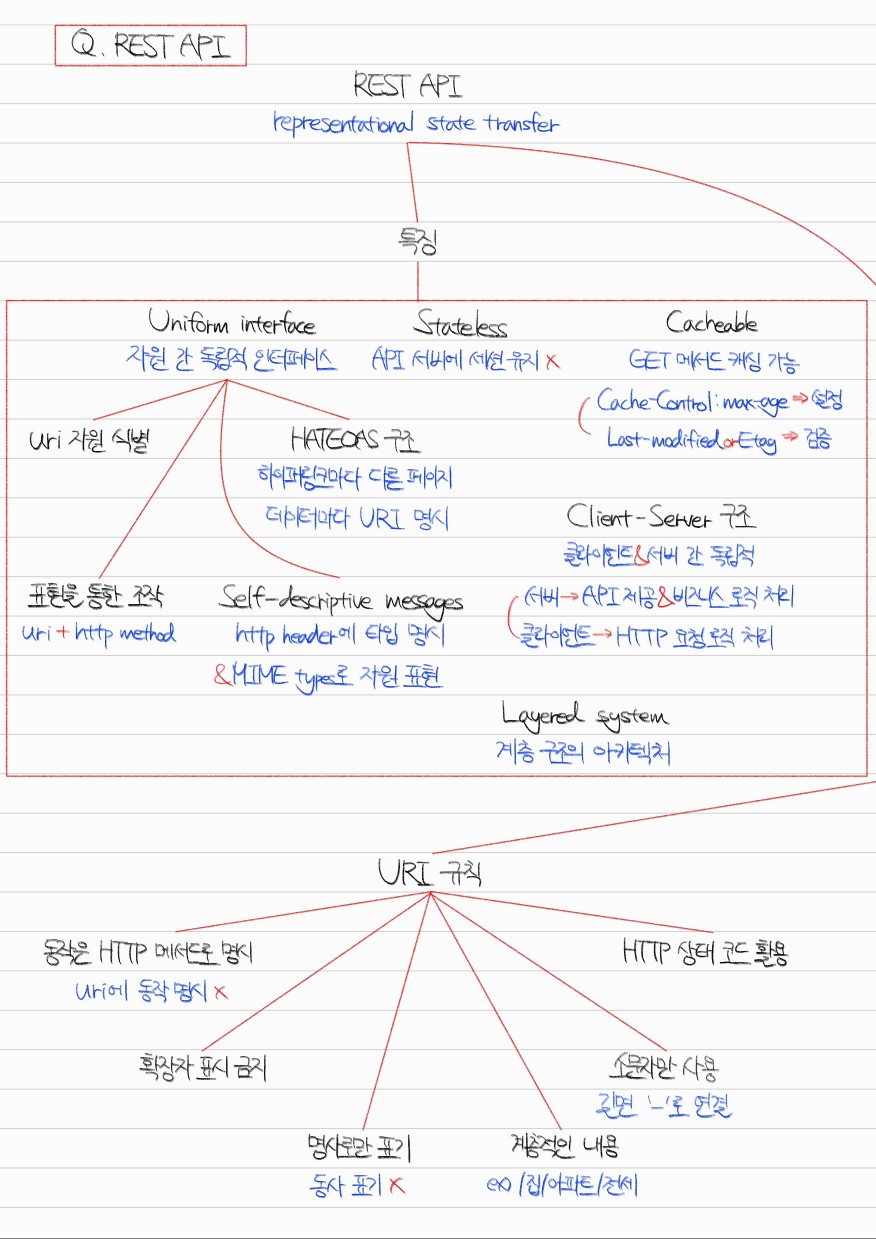 Q. REST API
REST API
representational state transfer
특징
Uniform interface
자원 간 독립적 인터페이스
uri 자원 식별
HATEOAS 구조
하이퍼링크마다 다른 페이지
데이터마다 URI 명시
표현을 통한 조작
uri + http method
Self-descriptive messages
http header에 타입 명시
& MIME types로 자원 표현
Stateless
API 서버에 세션 유지 X
Cacheable
GET 메서드 캐싱 가능
Cache-Control: max-age ⇒ 설정
Last-modified or Etag ⇒ 검증
Client-Server 구조
클라이언트 & 서버 간 독립적
서버 → API 제공 & 비즈니스 로직 처리
클라이언트 → HTTP 요청 로직 처리
Layered system
계층 구조의 아키텍처
URI 규칙
동작은 HTTP 메서드로 명시
uri에 동작 명시 X
확장자 표시 금지
명사로만 표기
동사 표기 X
계층적인 내용
ex) /집/아파트/전세
소문자만 사용
길면 '-'로 연결
HTTP 상태 코드 활용